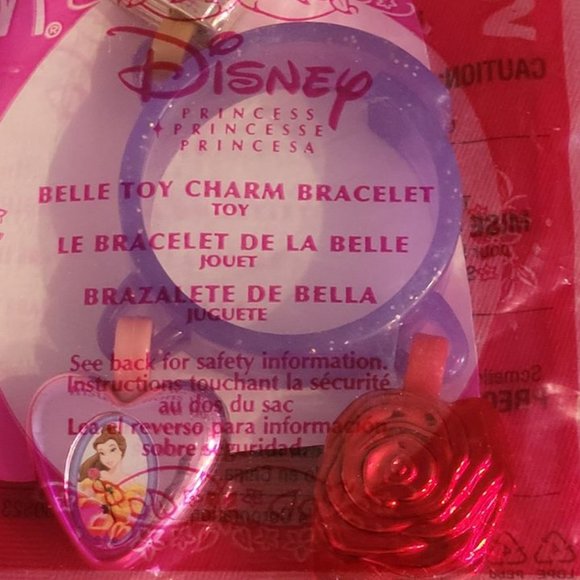 Disney
PRINCESS
PRINCESSE
PRINCESA
BELLE TOY CHARM BRACELET
TOY
LE BRACELET DE LA BELLE
JOUET
BRAZALETE DE BELLA
JUGUETE
See back for safety information.
Instructions touchant la sécurité
au dos du sac
Lea el reverso para información
sobre seguridad.
CAUTION:
2